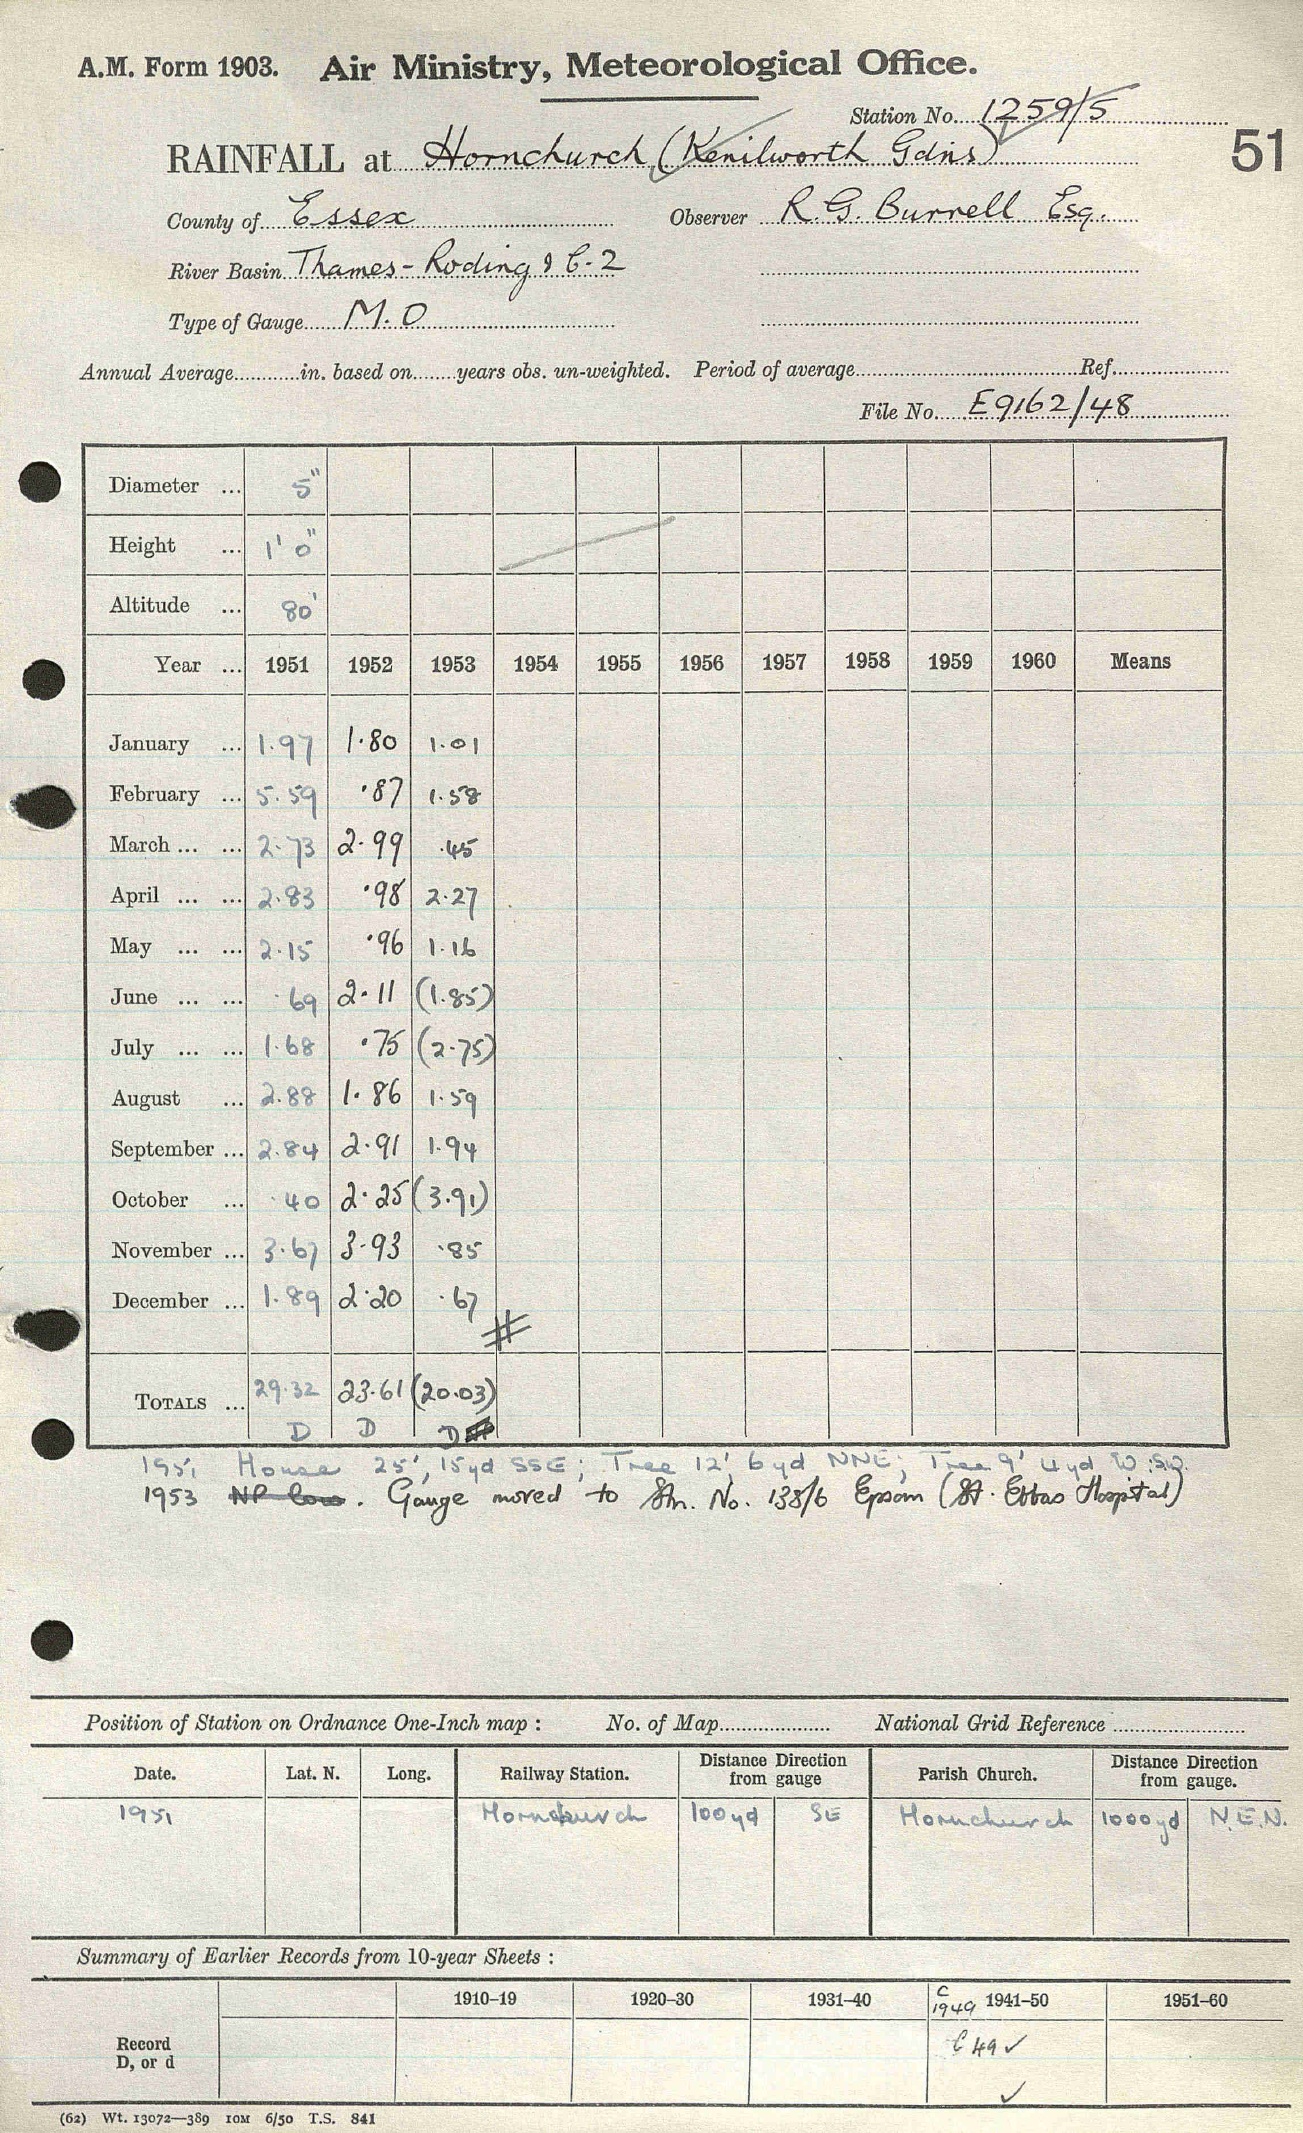 A.M. Form 1903. Air Ministry, Meteorological Office.
Station No. 1259/5
RAINFALL at Hornchurch (Kenilworth Gdns)
51
County of Essex Observer R. G. Burrell Esq.
River Basin Thames - Roding & C-2
Type of Gauge M.O
Annual Average............in. based on........years obs. un-weighted. Period of average............Ref............
File No. E9162/48
Diameter ... 5"
Height ... 1' 0"
Altitude ... 80'
Year ... 1951 1952 1953 1954 1955 1956 1957 1958 1959 1960 Means
January ... 1.97 1.80 1.01
February ... 5.59 .87 1.58
March ... ... 2.73 2.99 .45
April ... ... 2.83 .98 2.27
May ... ... 2.15 .96 1.16
June ... ... .69 2.11 (1.85)
July ... ... 1.68 .75 (2.75)
August ... 2.88 1.86 1.59
September ... 2.84 2.91 1.94
October ... .40 2.25 (3.91)
November ... 3.67 3.93 .85
December ... 1.89 2.20 .67
TOTALS ... 29.32 23.61 (20.03)
D D D
1951 House 25', 15yd SSE; Tree 12', 6yd NNE; Tree 9' 4yd W.SW.
1953 NP low. Gauge moved to Stn. No. 138/6 Epsom (St. Ebbas Hospital)
Position of Station on Ordnance One-Inch map : No. of Map.................... National Grid Reference ........................
Date. Lat. N. Long. Railway Station. Distance Direction from gauge Parish Church. Distance Direction from gauge.
1951 Hornchurch 100yd SE Hornchurch 1000yd N.E.N.
Summary of Earlier Records from 10-year Sheets :
1910–19 1920–30 1931–40 C 1949 1941–50 1951–60
Record D, or d C 49 ✓
✓
(62) Wt. 13072—389 10M 6/50 T.S. 841